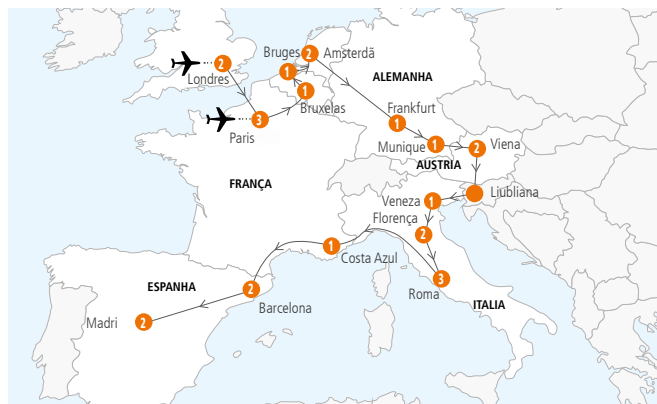 2
Londres
Bruges
1
2
Amsterdã
1
Bruxelas
3
Paris
ALEMANHA
Frankfurt
1
Munique
1
2
Viena
AUSTRIA
FRANÇA
Liubliana
Veneza
1
Florença
2
1
Costa Azul
3
Roma
ITALIA
ESPANHA
2
Barcelona
Madri
2